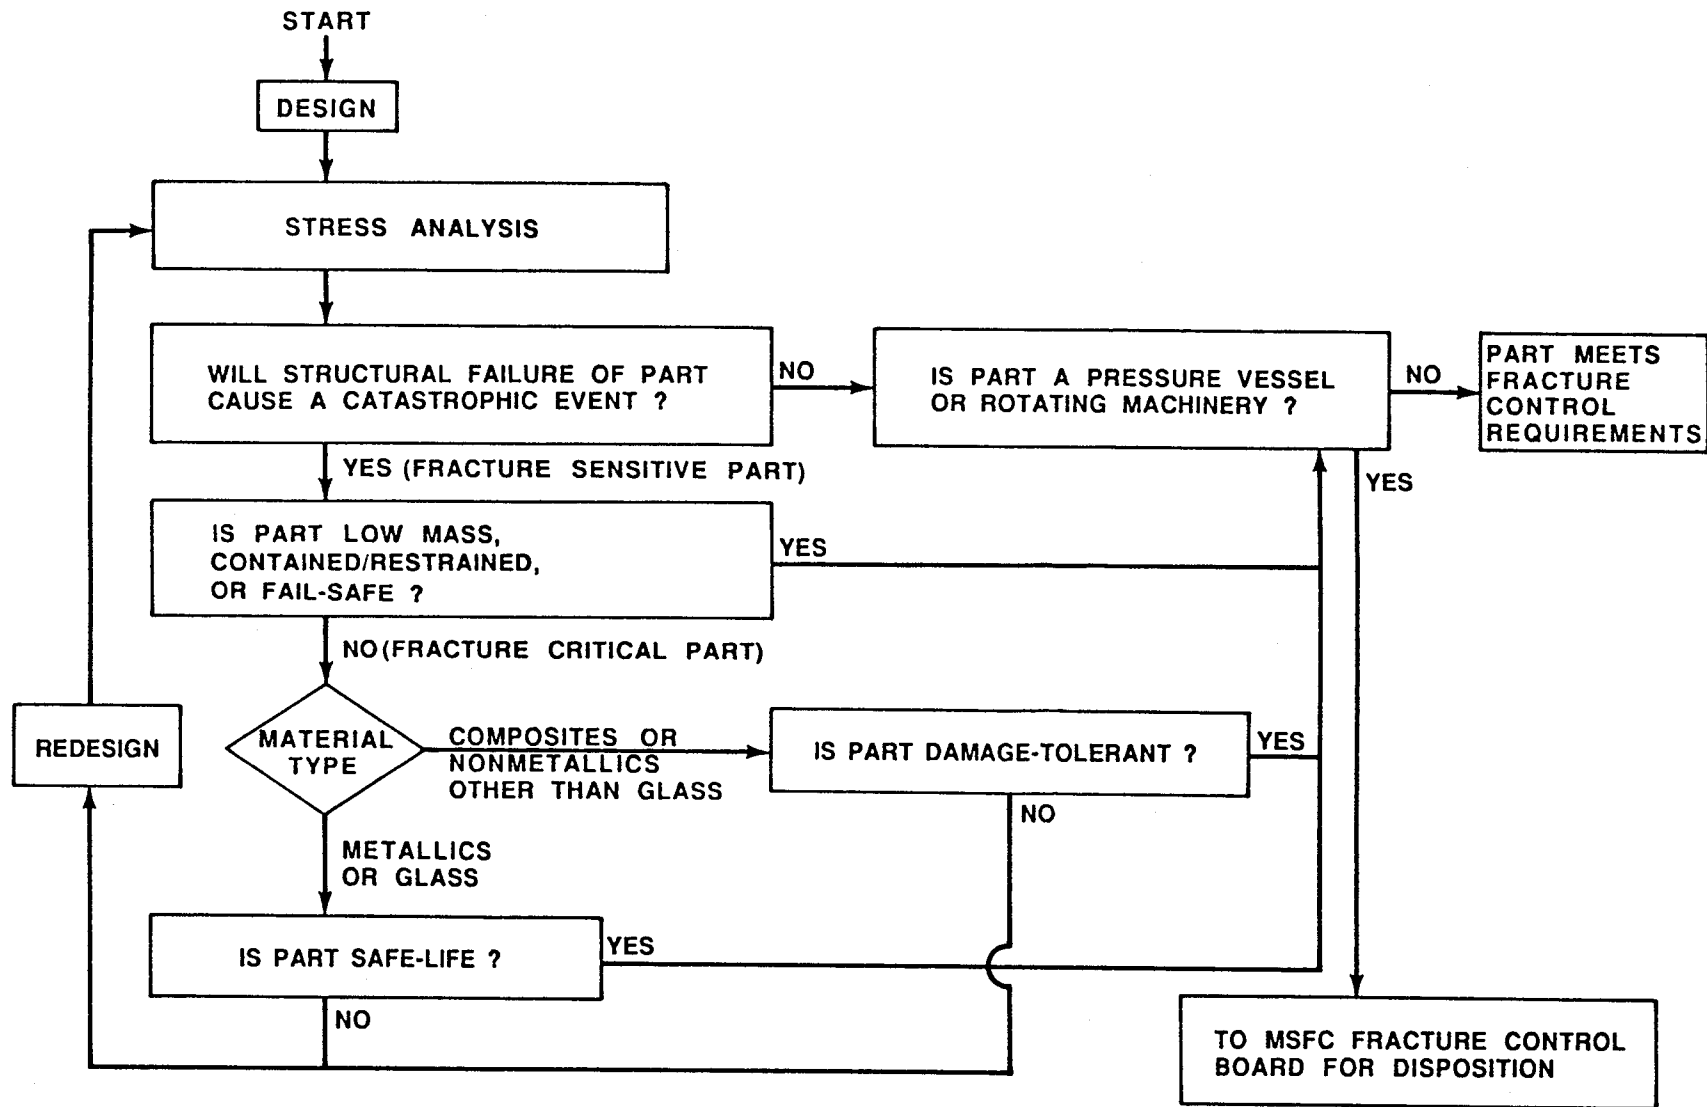 START
DESIGN
STRESS ANALYSIS
WILL STRUCTURAL FAILURE OF PART
CAUSE A CATASTROPHIC EVENT ?
NO
IS PART A PRESSURE VESSEL
OR ROTATING MACHINERY ?
NO
PART MEETS
FRACTURE
CONTROL
REQUIREMENTS
YES (FRACTURE SENSITIVE PART)
YES
IS PART LOW MASS,
CONTAINED/RESTRAINED,
OR FAIL-SAFE ?
YES
NO (FRACTURE CRITICAL PART)
REDESIGN
MATERIAL
TYPE
COMPOSITES OR
NONMETALLICS
OTHER THAN GLASS
IS PART DAMAGE-TOLERANT ?
YES
NO
METALLICS
OR GLASS
IS PART SAFE-LIFE ?
YES
NO
TO MSFC FRACTURE CONTROL
BOARD FOR DISPOSITION